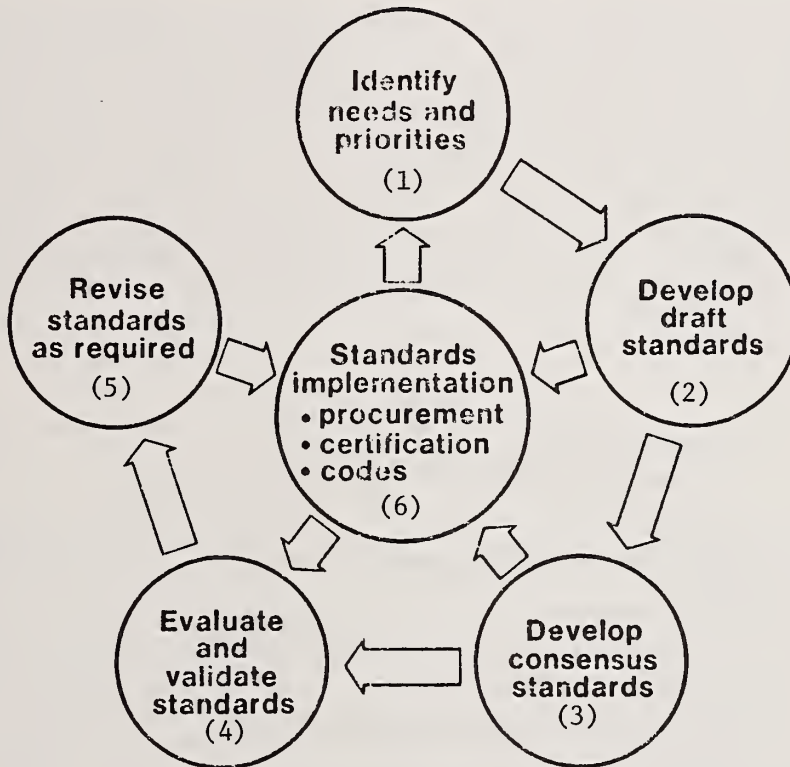 Identify
needs and
priorities
(1)
Develop
draft
standards
(2)
Develop
consensus
standards
(3)
Evaluate
and
validate
standards
(4)
Revise
standards
as required
(5)
Standards
implementation
• procurement
• certification
• codes
(6)